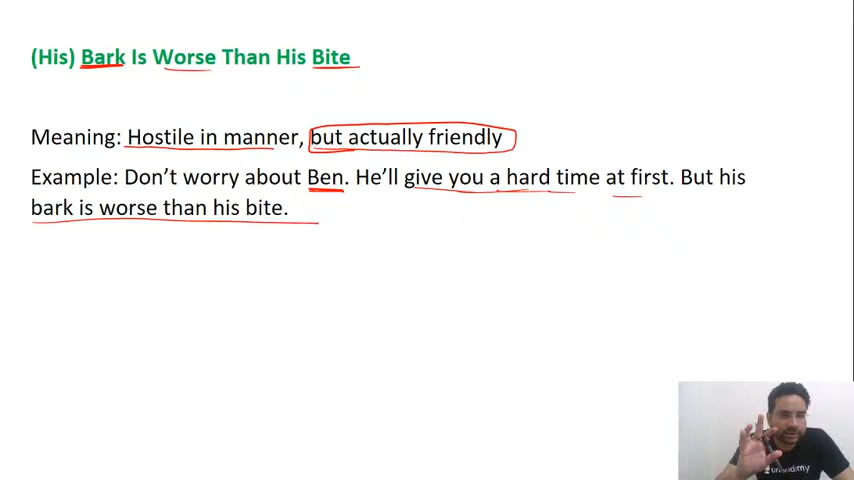 (His) Bark Is Worse Than His Bite
Meaning: Hostile in manner, but actually friendly
Example: Don’t worry about Ben. He’ll give you a hard time at first. But his
bark is worse than his bite.